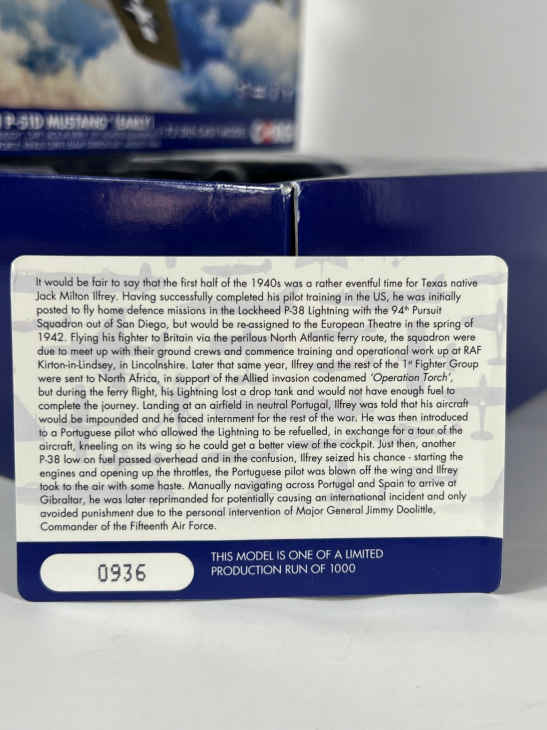 P-51D MUSTANG (EARLY)
It would be fair to say that the first half of the 1940s was a rather eventful time for Texas native
Jack Milton Ilfrey. Having successfully completed his pilot training in the US, he was initially
posted to fly home defence missions in the Lockheed P-38 Lightning with the 94th Pursuit
Squadron out of San Diego, but would be re-assigned to the European Theatre in the spring of
1942. Flying his fighter to Britain via the perilous North Atlantic ferry route, the squadron were
due to meet up with their ground crews and commence training and operational work up at RAF
Kirton-in-Lindsey, in Lincolnshire. Later that same year, Ilfrey and the rest of the 1st Fighter Group
were sent to North Africa, in support of the Allied invasion codenamed 'Operation Torch',
but during the ferry flight, his Lightning lost a drop tank and would not have enough fuel to
complete the journey. Landing at an airfield in neutral Portugal, Ilfrey was told that his aircraft
would be impounded and he faced internment for the rest of the war. He was then introduced
to a Portuguese pilot who allowed the Lightning to be refuelled, in exchange for a tour of the
aircraft, kneeling on its wing so he could get a better view of the cockpit. Just then, another
P-38 low on fuel passed overhead and in the confusion, Ilfrey seized his chance - starting the
engines and opening up the throttles, the Portuguese pilot was blown off the wing and Ilfrey
took to the air with some haste. Manually navigating across Portugal and Spain to arrive at
Gibraltar, he was later reprimanded for potentially causing an international incident and only
avoided punishment due to the personal intervention of Major General Jimmy Doolittle,
Commander of the Fifteenth Air Force.
0936
THIS MODEL IS ONE OF A LIMITED
PRODUCTION RUN OF 1000